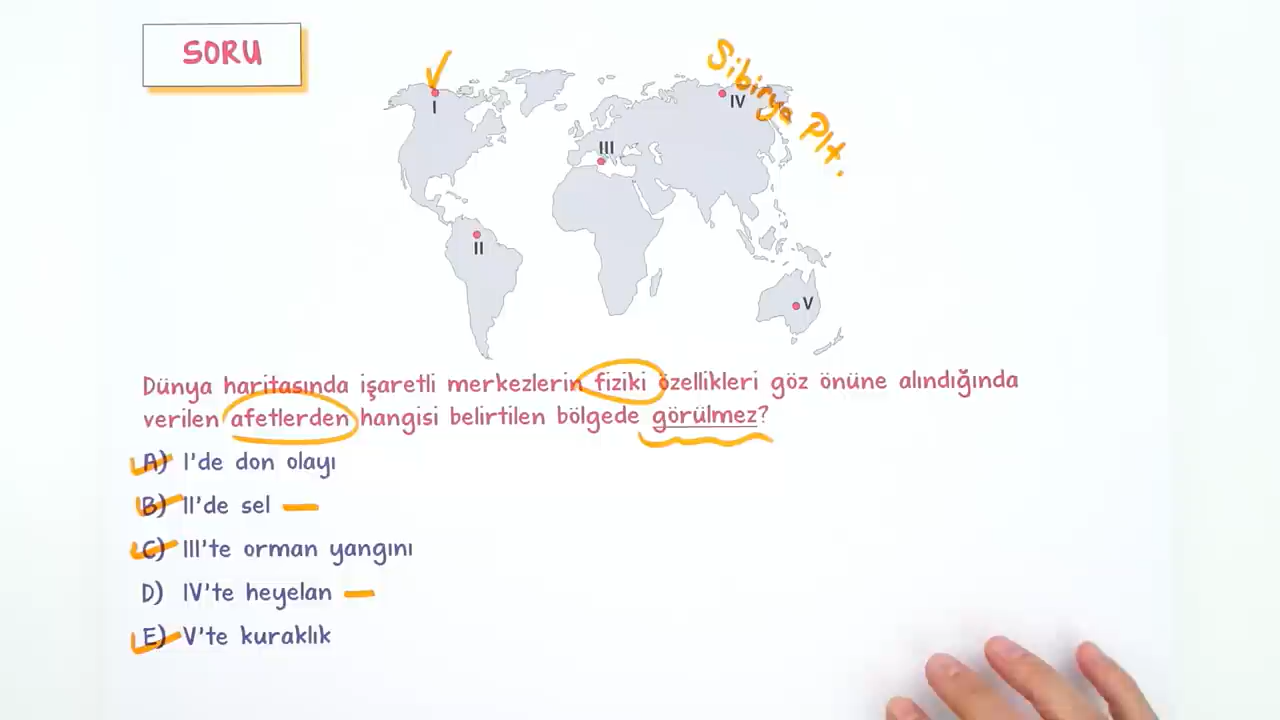 SORU
Sibirya Plt.
I
IV
III
II
V
Dünya haritasında işaretli merkezlerin fiziki özellikleri göz önüne alındığında
verilen afetlerden hangisi belirtilen bölgede görülmez?
A) I'de don olayı
B) II'de sel
C) III'te orman yangını
D) IV'te heyelan
E) V'te kuraklık